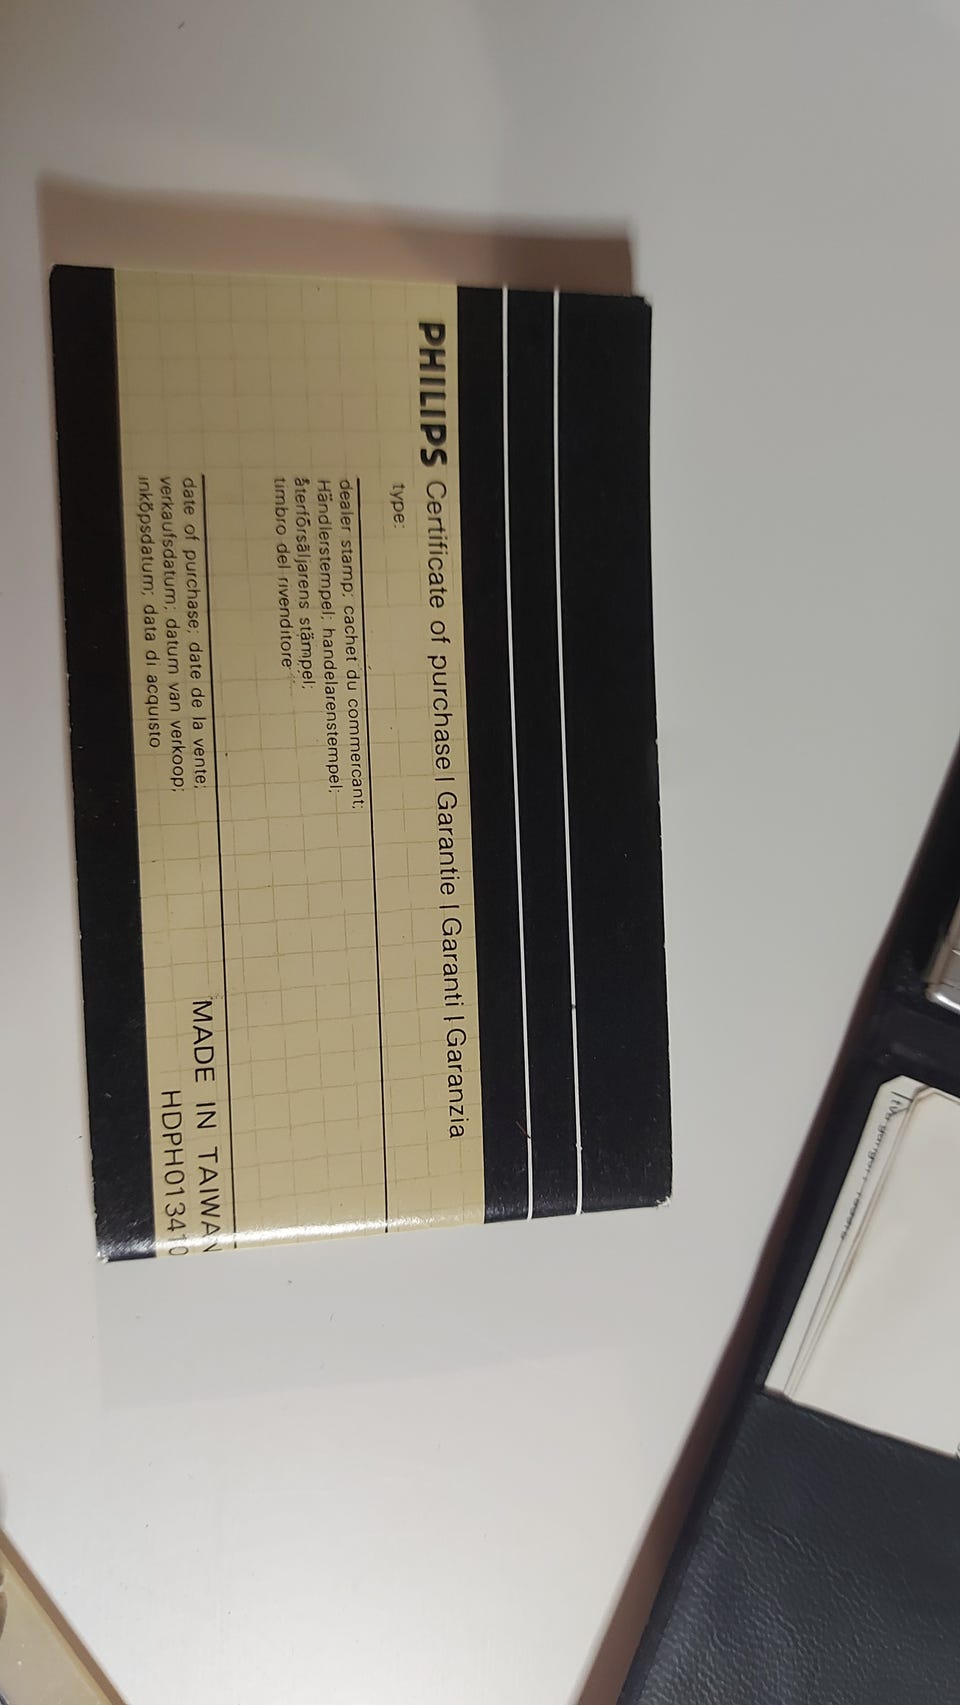 PHILIPS Certificate of purchase | Garantie | Garanti | Garanzia
type:
dealer stamp; cachet du commercant;
Händlerstempel; handelarenstempel;
återförsäljarens stämpel;
timbro del rivenditore
date of purchase; date de la vente;
verkaufsdatum; datum van verkoop;
inköpsdatum; data di acquisto
MADE IN TAIWAN
HDPH013410